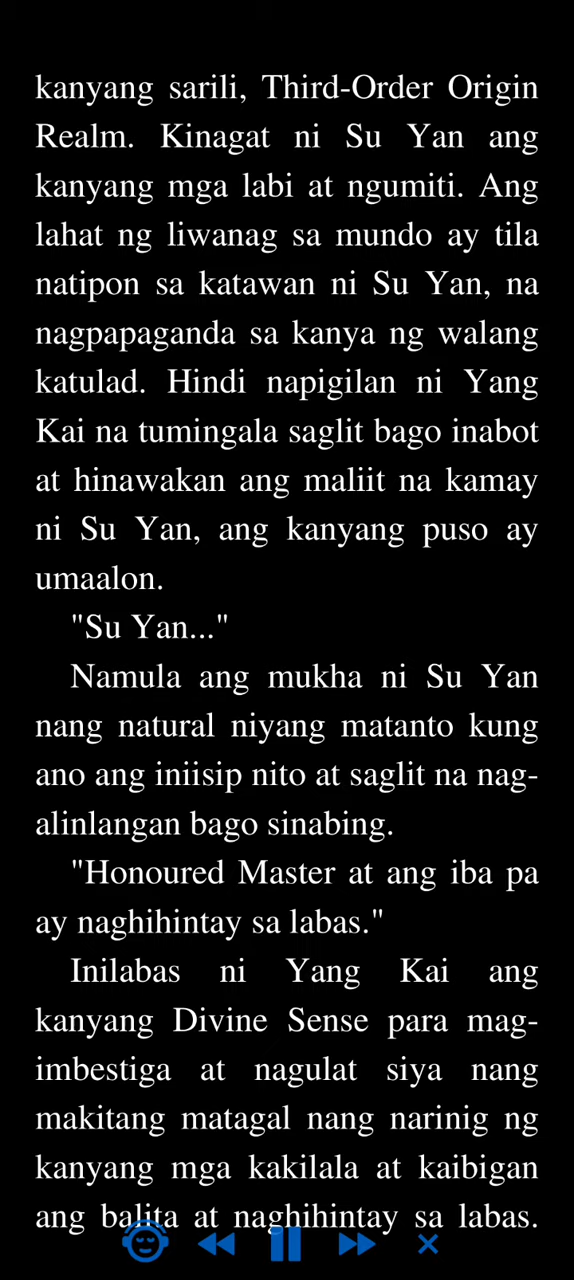 kanyang sarili, Third-Order Origin
Realm. Kinagat ni Su Yan ang
kanyang mga labi at ngumiti. Ang
lahat ng liwanag sa mundo ay tila
natipon sa katawan ni Su Yan, na
nagpapaganda sa kanya ng walang
katulad. Hindi napigilan ni Yang
Kai na tumingala saglit bago inabot
at hinawakan ang maliit na kamay
ni Su Yan, ang kanyang puso ay
umaalon.
"Su Yan..."
Namula ang mukha ni Su Yan
nang natural niyang matanto kung
ano ang iniisip nito at saglit na nag-
alinlangan bago sinabing.
"Honoured Master at ang iba pa
ay naghihintay sa labas."
Inilabas ni Yang Kai ang
kanyang Divine Sense para mag-
imbestiga at nagulat siya nang
makitang matagal nang narinig ng
kanyang mga kakilala at kaibigan
ang balita at naghihintay sa labas.